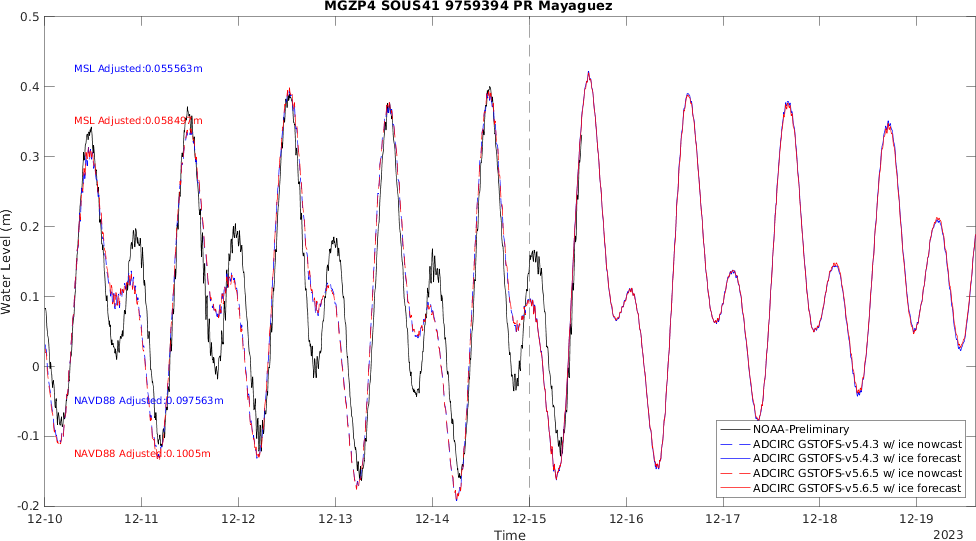 MGZP4 SOUS41 9759394 PR Mayaguez
0.5
0.4
0.3
0.2
0.1
0
-0.1
-0.2
Water Level (m)
MSL Adjusted:0.055563m
MSL Adjusted:0.058497m
NAVD88 Adjusted:0.097563m
NAVD88 Adjusted:0.1005m
NOAA-Preliminary
ADCIRC GSTOFS-v5.4.3 w/ ice nowcast
ADCIRC GSTOFS-v5.4.3 w/ ice forecast
ADCIRC GSTOFS-v5.6.5 w/ ice nowcast
ADCIRC GSTOFS-v5.6.5 w/ ice forecast
12-10 12-11 12-12 12-13 12-14 12-15 12-16 12-17 12-18 12-19
Time
2023